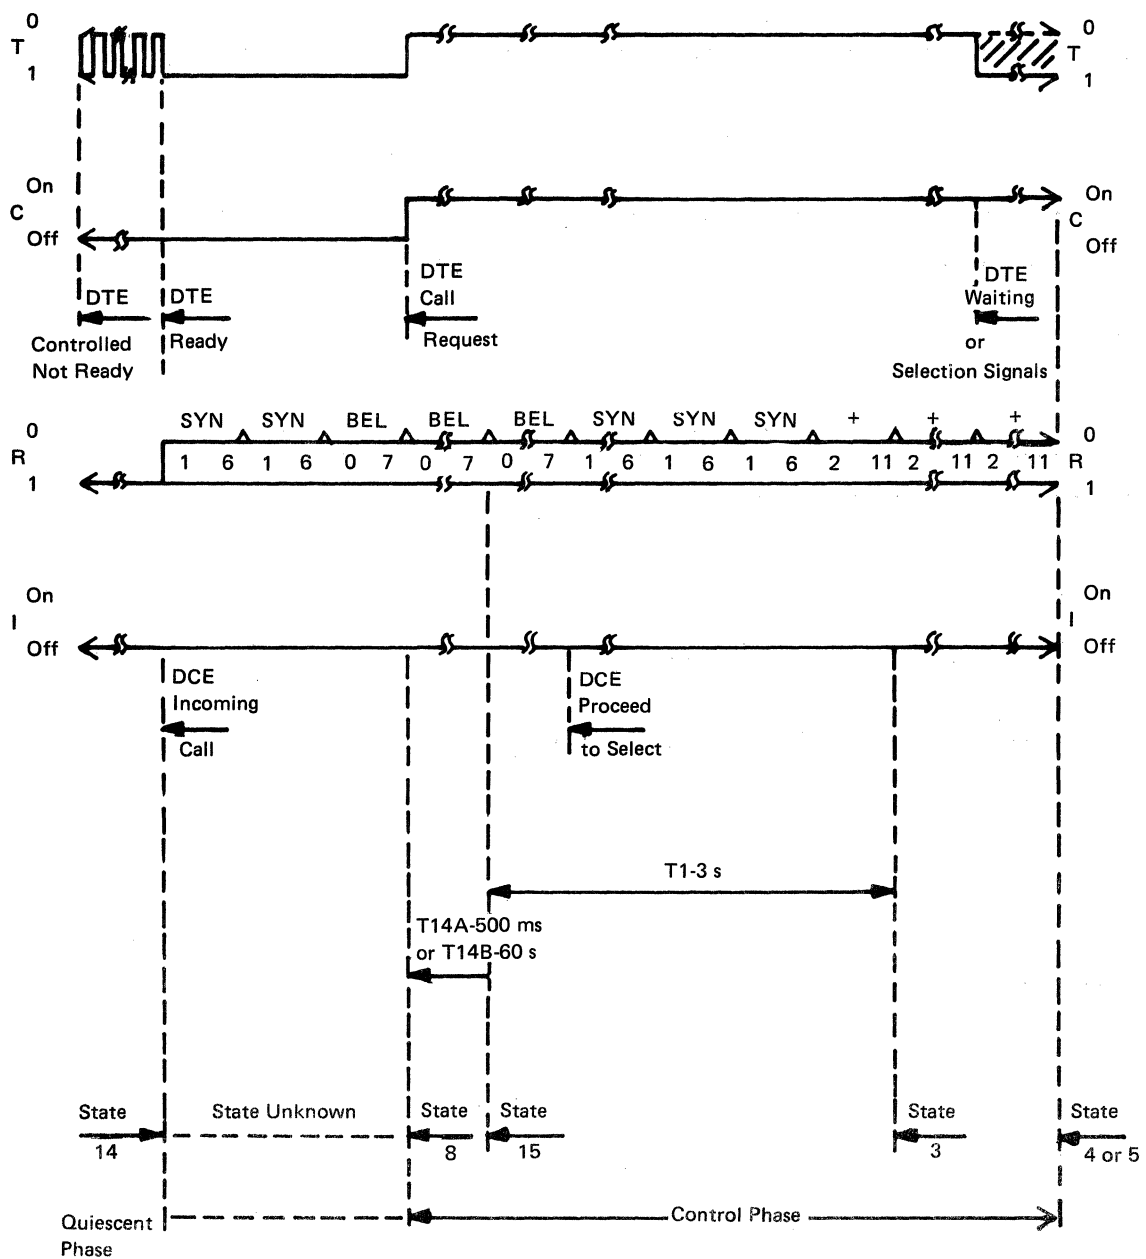 0
T
1
0
T
1
On
C
Off
On
C
Off
DTE
Controlled
Not Ready
DTE
Ready
DTE
Call
Request
DTE
Waiting
or
Selection Signals
SYN SYN BEL BEL BEL SYN SYN SYN + + +
0
R
1
1 6 1 6 0 7 0 7 0 7 1 6 1 6 1 6 2 11 2 11 2 11
0
R
1
On
I
Off
On
I
Off
DCE
Incoming
Call
DCE
Proceed
to Select
T1-3 s
T14A-500 ms
or T14B-60 s
State
14
State Unknown
State
8
State
15
State
3
State
4 or 5
Quiescent
Phase
Control Phase